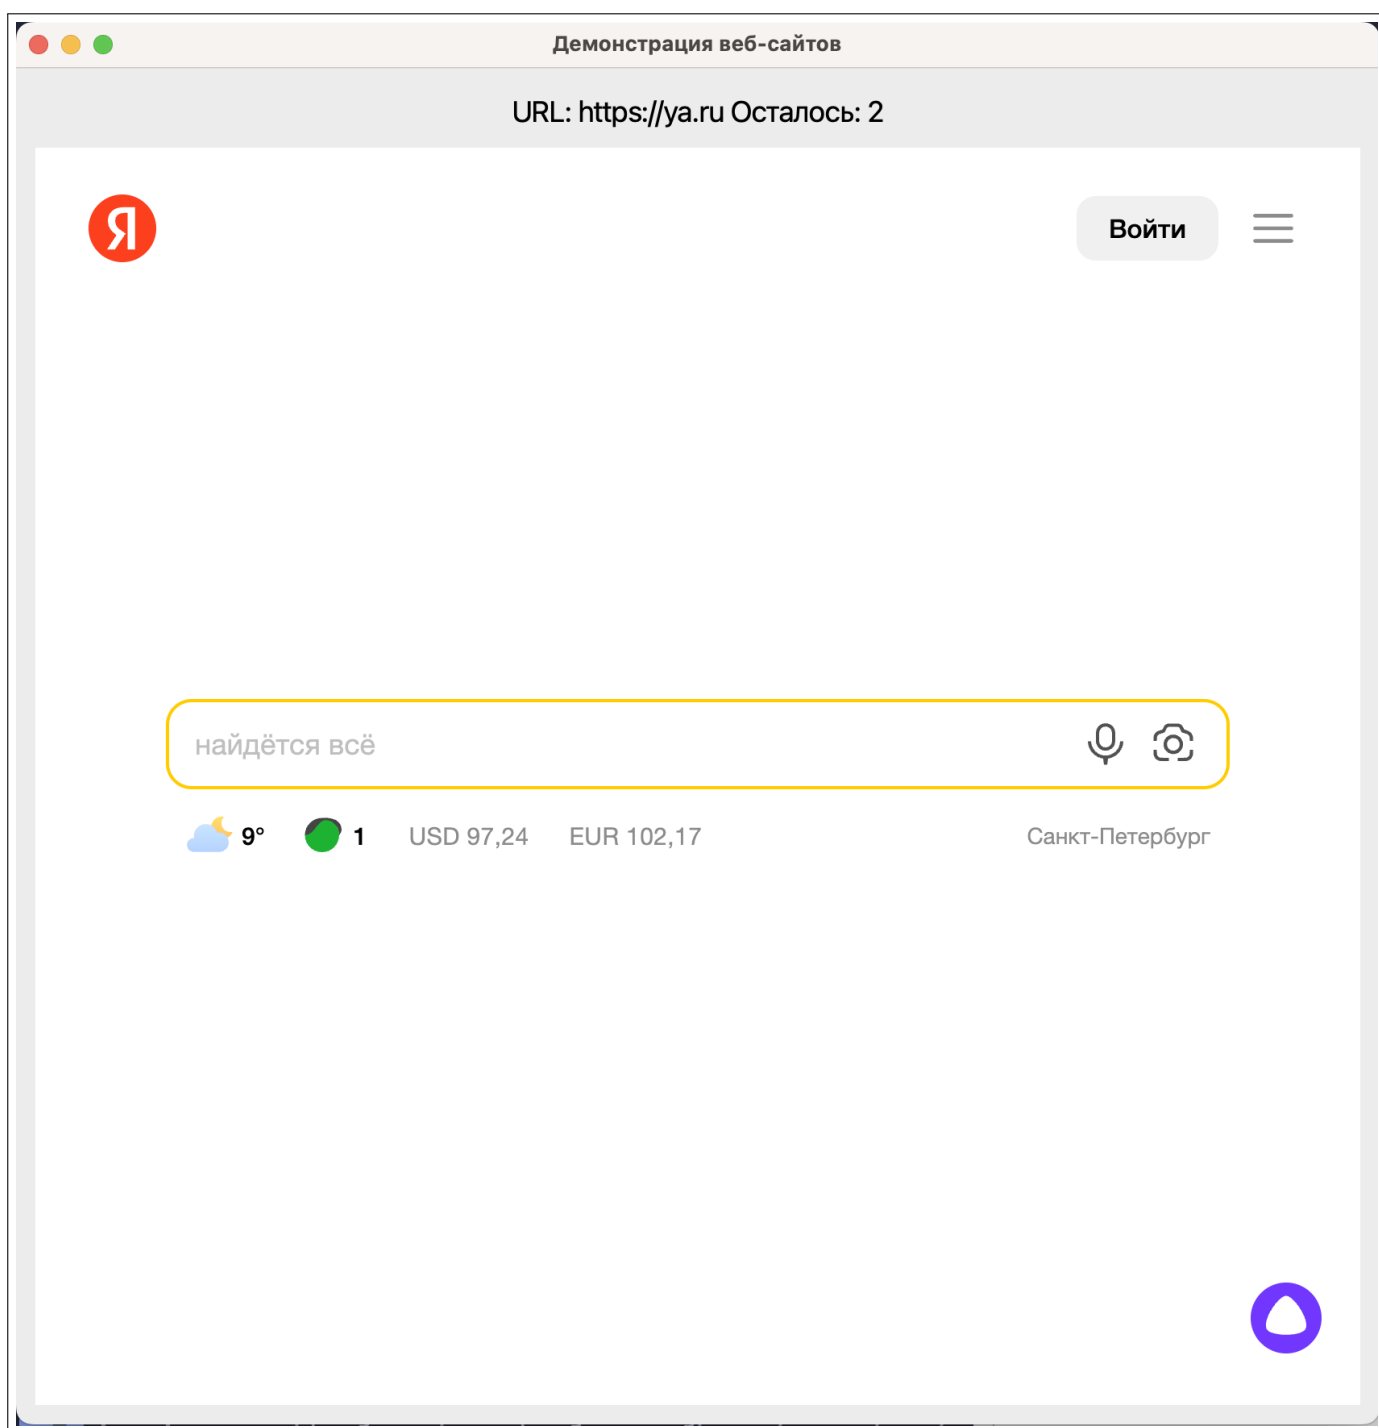 Демонстрация веб-сайтов
URL: https://ya.ru Осталось: 2
Я
Войти
найдётся всё
9° 1 USD 97,24 EUR 102,17 Санкт-Петербург